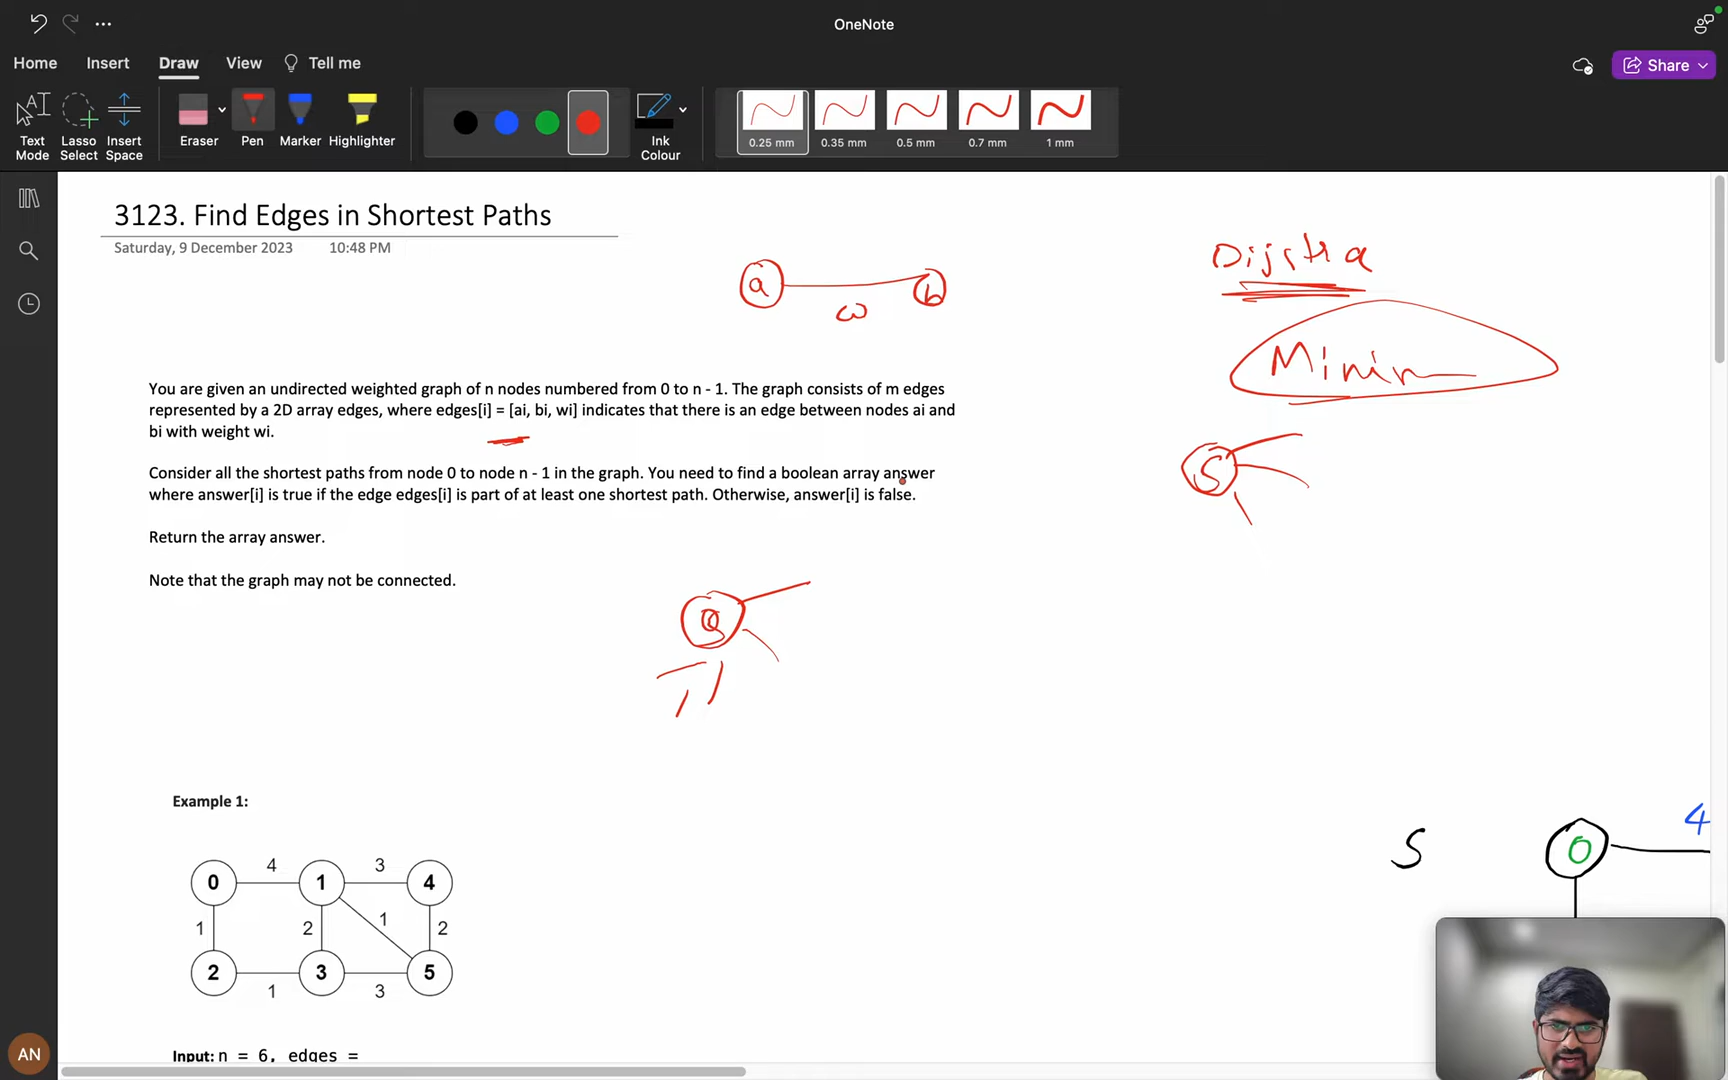 OneNote
Home Insert Draw View Tell me
Share
Text Mode
Lasso Select
Insert Space
Eraser
Pen
Marker
Highlighter
Ink Colour
0.25 mm
0.35 mm
0.5 mm
0.7 mm
1 mm
3123. Find Edges in Shortest Paths
Saturday, 9 December 2023 10:48 PM
a b
w
Dijstra
Minim
You are given an undirected weighted graph of n nodes numbered from 0 to n - 1. The graph consists of m edges
represented by a 2D array edges, where edges[i] = [ai, bi, wi] indicates that there is an edge between nodes ai and
bi with weight wi.
S
Consider all the shortest paths from node 0 to node n - 1 in the graph. You need to find a boolean array answer
where answer[i] is true if the edge edges[i] is part of at least one shortest path. Otherwise, answer[i] is false.
Return the array answer.
Note that the graph may not be connected.
Example 1:
S 0 4
4 3
0 1 4
1 2 1 2
2 3 5
1 3
Input: n = 6, edges =
AN